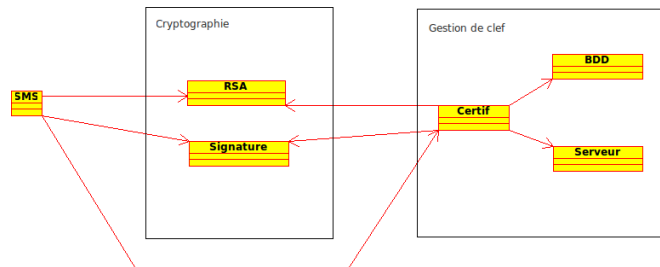 Cryptographie
Gestion de clef
BDD
RSA
SMS
Certif
Signature
Serveur